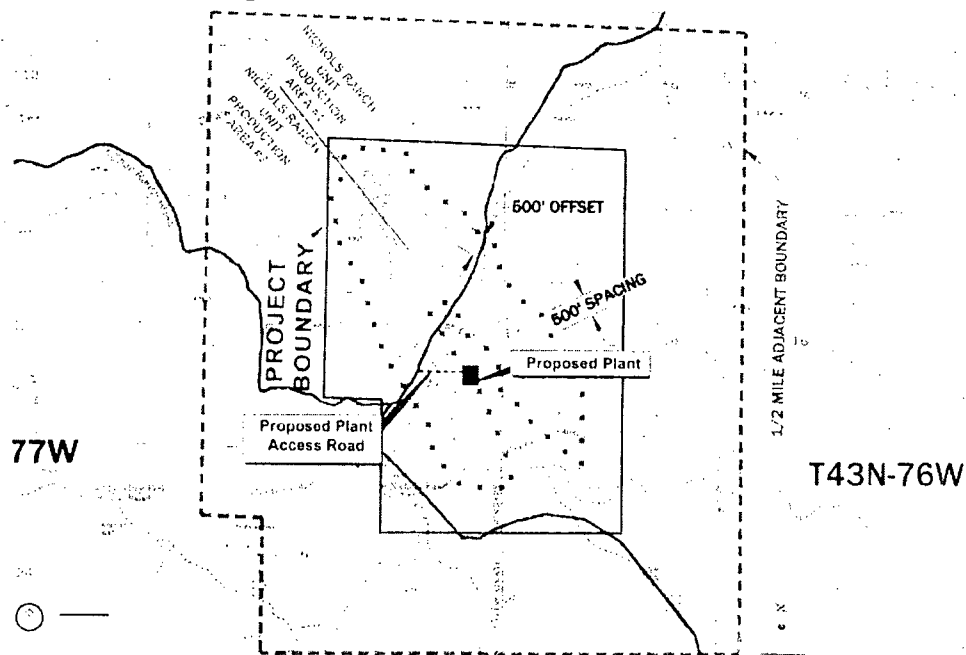 NICHOLS RANCH
UNIT
PRODUCTION
AREA #1
NICHOLS RANCH
UNIT
PRODUCTION
AREA #2
500' OFFSET
500' SPACING
PROJECT
BOUNDARY
1/2 MILE ADJACENT BOUNDARY
Proposed Plant
Proposed Plant
Access Road
77W
T43N-76W